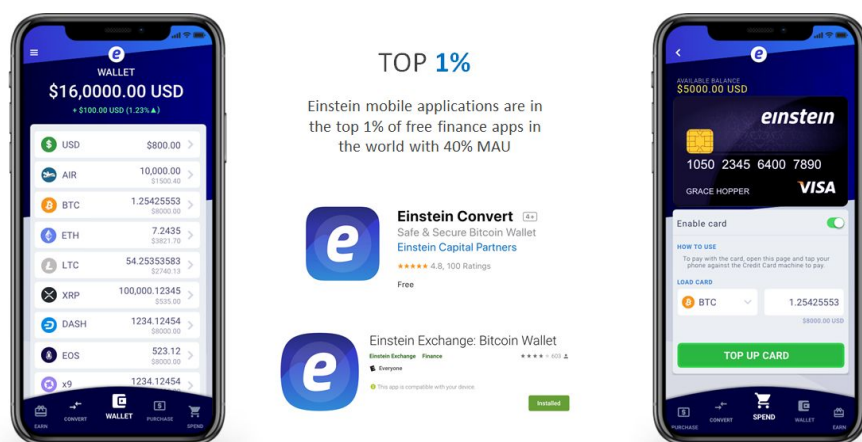 e
WALLET
$16,0000.00 USD
+ $100.00 USD (1.23%▲)
$ USD $800.00
AIR 10,000.00
$1500.40
BTC 1.25425553
$8000.00
ETH 7.2435
$3821.70
LTC 54.25353583
$2740.13
XRP 100,000.12345
$535.00
DASH 1234.12454
$8000.00
EOS 523.12
$8000.00
x9 1234.12454
EARN CONVERT WALLET PURCHASE SPEND
TOP 1%
Einstein mobile applications are in
the top 1% of free finance apps in
the world with 40% MAU
e
Einstein Convert 4+
Safe & Secure Bitcoin Wallet
Einstein Capital Partners
★★★★★ 4.8, 100 Ratings
Free
e
Einstein Exchange: Bitcoin Wallet
Einstein Exchange Finance ★★★★★ 603
E Everyone
This app is compatible with your device.
Installed
e
AVAILABLE BALANCE
$5000.00 USD
einstein
1050 2345 6400 7890
GRACE HOPPER VISA
Enable card
HOW TO USE
To pay with the card, open this page and tap your
phone against the Credit Card machine to pay.
LOAD CARD
BTC 1.25425553
$8000.00 USD
TOP UP CARD
PURCHASE CONVERT SPEND WALLET EARN